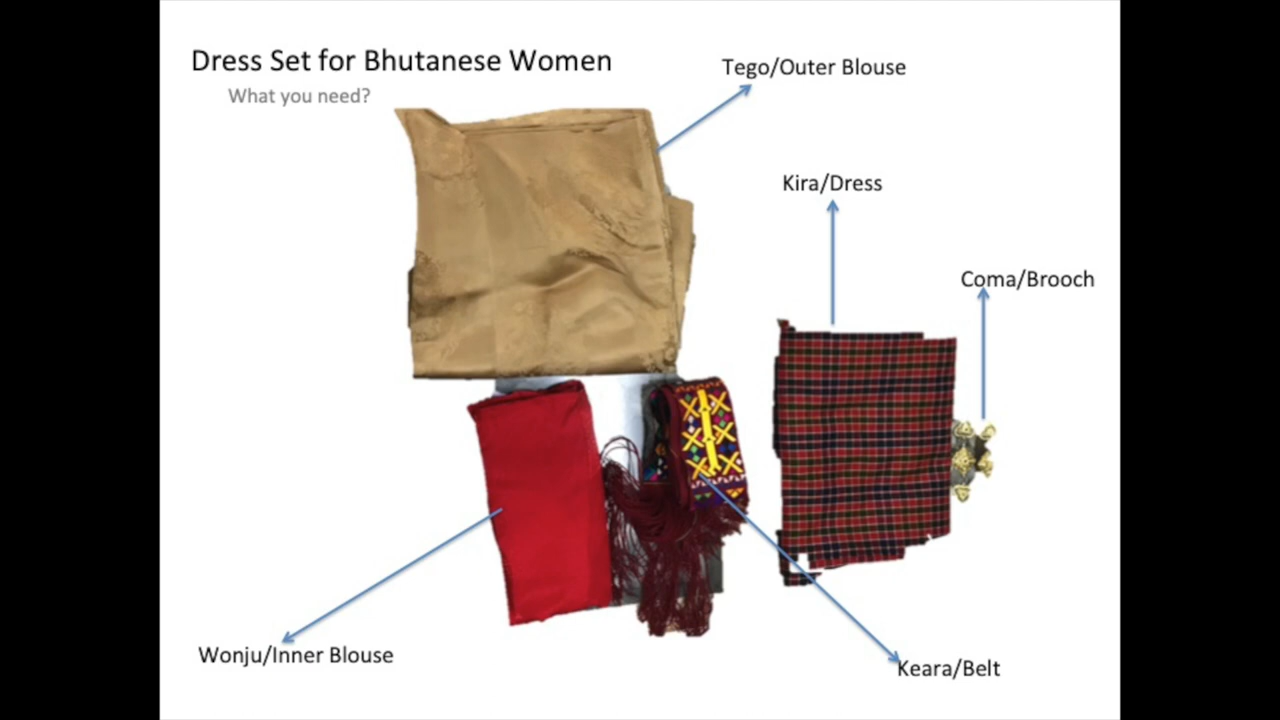 Dress Set for Bhutanese Women
What you need?
Tego/Outer Blouse
Kira/Dress
Coma/Brooch
Wonju/Inner Blouse
Keara/Belt